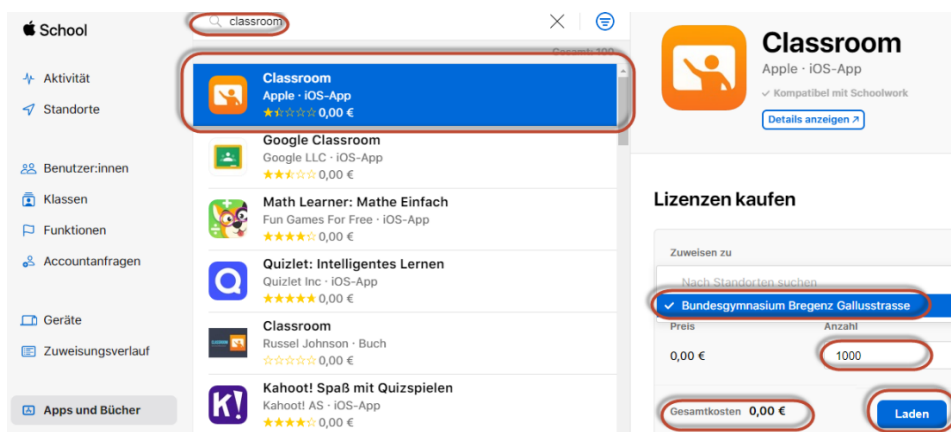 School
Aktivität
Standorte
Benutzer:innen
Klassen
Funktionen
Accountanfragen
Geräte
Zuweisungsverlauf
Apps und Bücher
classroom
Gesamt: 100
Classroom
Apple · iOS-App
0,00 €
Google Classroom
Google LLC · iOS-App
0,00 €
Math Learner: Mathe Einfach
Fun Games For Free · iOS-App
0,00 €
Quizlet: Intelligentes Lernen
Quizlet Inc · iOS-App
0,00 €
Classroom
Russel Johnson · Buch
0,00 €
K!
Kahoot! Spaß mit Quizspielen
Kahoot! AS · iOS-App
0,00 €
Classroom
Apple · iOS-App
✓ Kompatibel mit Schoolwork
Details anzeigen ↗
Lizenzen kaufen
Zuweisen zu
Nach Standorten suchen
✓ Bundesgymnasium Bregenz Gallusstrasse
Preis Anzahl
0,00 € 1000
Gesamtkosten 0,00 € Laden